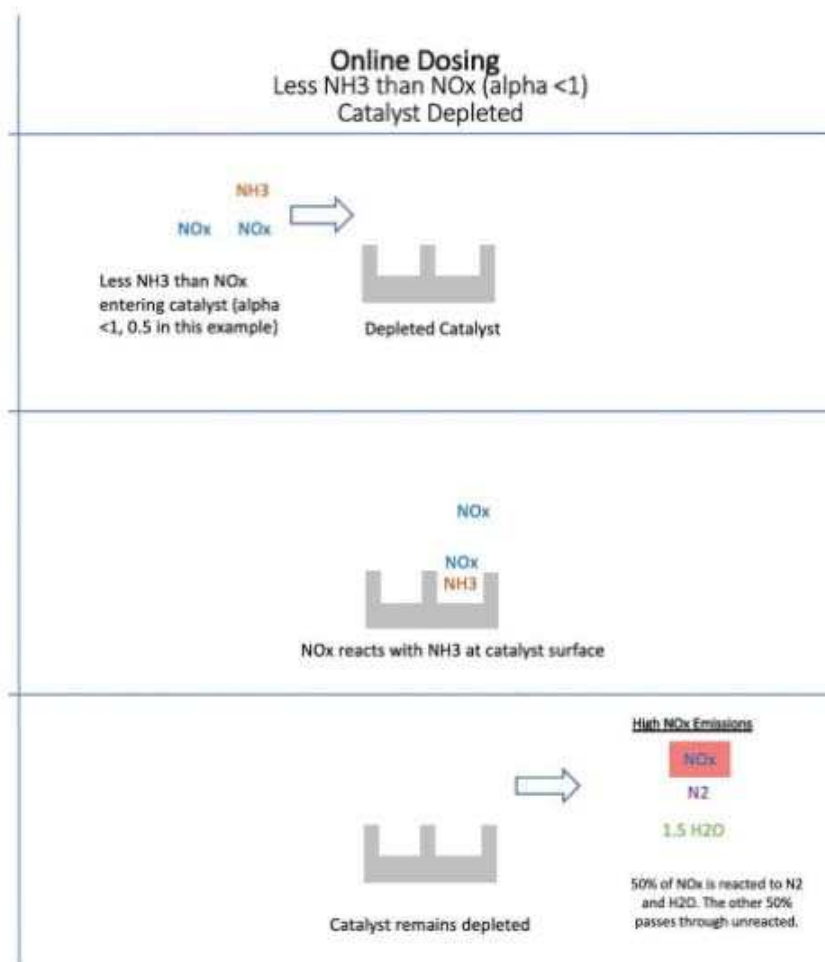 Online Dosing
Less NH3 than NOx (alpha <1)
Catalyst Depleted
NH3
NOx NOx
Less NH3 than NOx
entering catalyst (alpha
<1, 0.5 in this example)
Depleted Catalyst
NOx
NOx
NH3
NOx reacts with NH3 at catalyst surface
High NOx Emissions
NOx
N2
1.5 H2O
Catalyst remains depleted
50% of NOx is reacted to N2
and H2O. The other 50%
passes through unreacted.